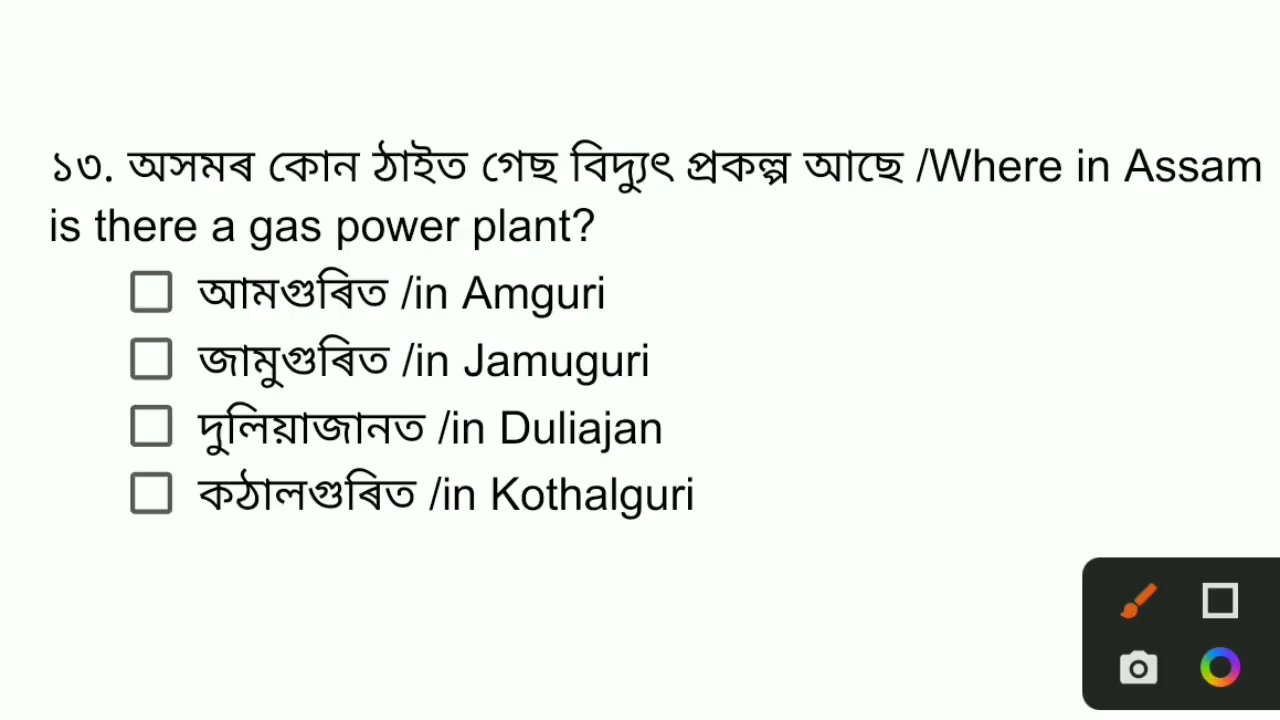 ১৩. অসমৰ কোন ঠাইত গেছ বিদ্যুৎ প্ৰকল্প আছে /Where in Assam
is there a gas power plant?
আমগুৰিত /in Amguri
জামুগুৰিত /in Jamuguri
দুলিয়াজানত /in Duliajan
কঠালগুৰিত /in Kothalguri